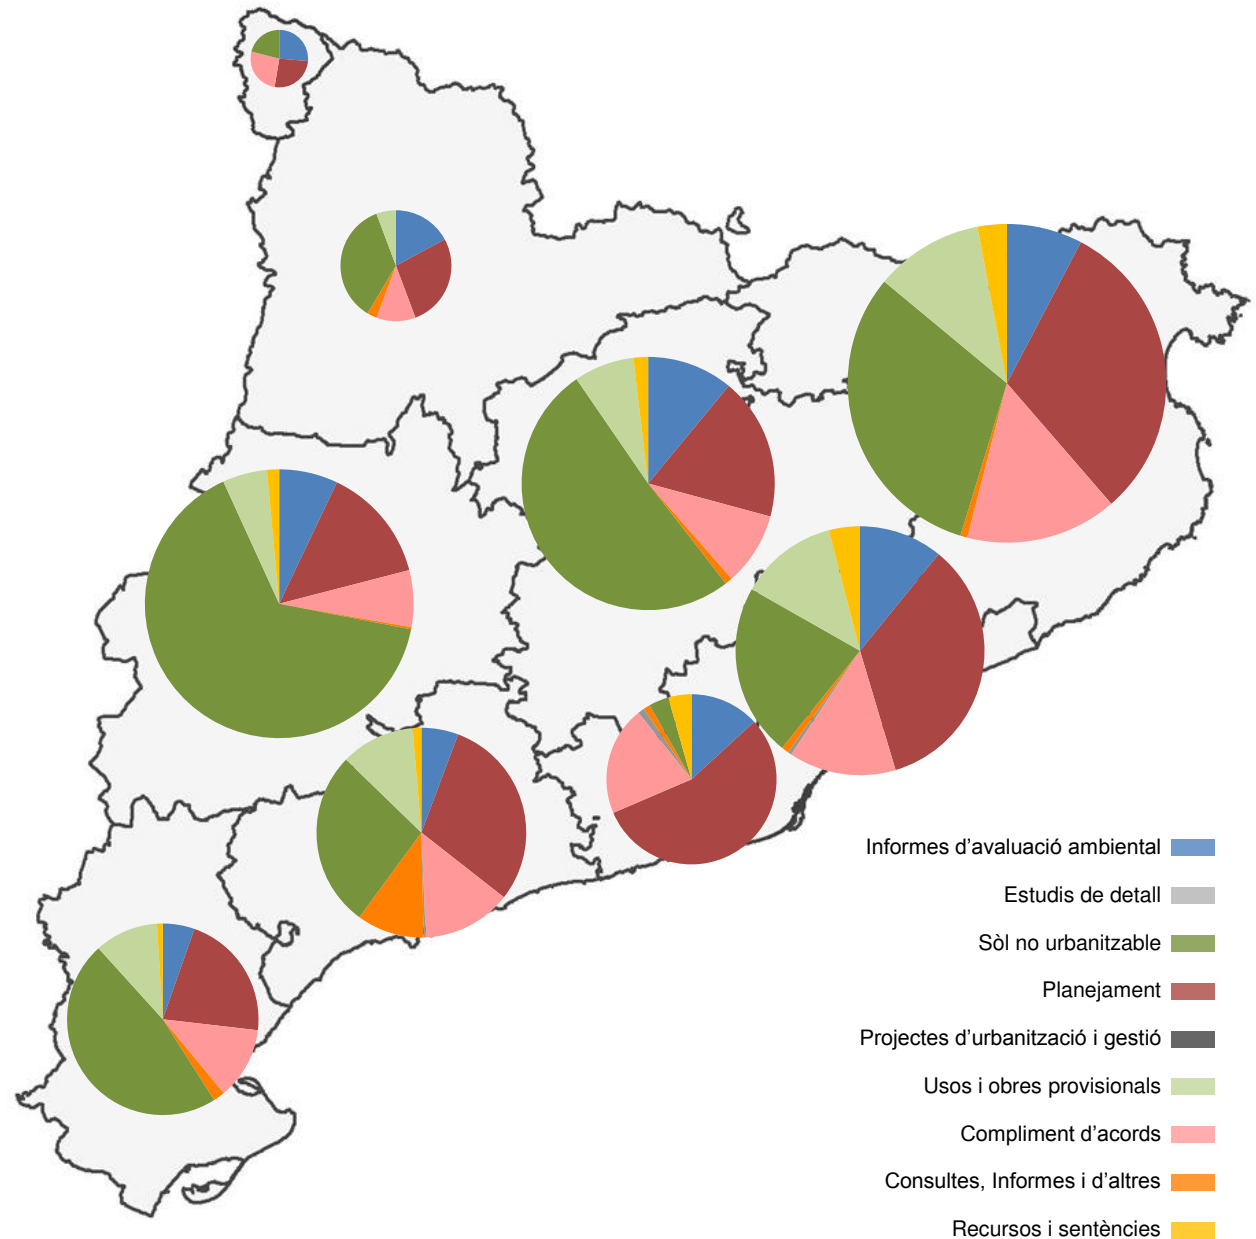 Informes d’avaluació ambiental
Estudis de detall
Sòl no urbanitzable
Planejament
Projectes d’urbanització i gestió
Usos i obres provisionals
Compliment d’acords
Consultes, Informes i d’altres
Recursos i sentències